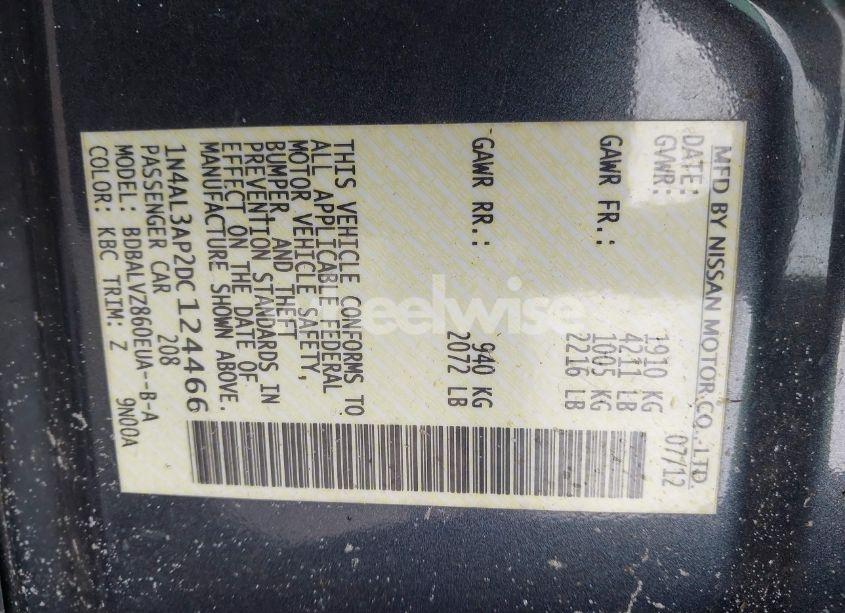 MFD BY NISSAN MOTOR CO., LTD
DATE: 07/12
GVWR: 1910 KG
4211 LB
GAWR FR.: 1005 KG
2216 LB
GAWR RR.: 940 KG
2072 LB
THIS VEHICLE CONFORMS TO
ALL APPLICABLE FEDERAL
MOTOR VEHICLE SAFETY,
BUMPER, AND THEFT
PREVENTION STANDARDS IN
EFFECT ON THE DATE OF
MANUFACTURE SHOWN ABOVE.
1N4AL3AP2DC124466
PASSENGER CAR 208
MODEL: BDBALVZ860EUA--B-A
COLOR: KBC TRIM: Z 9N00A